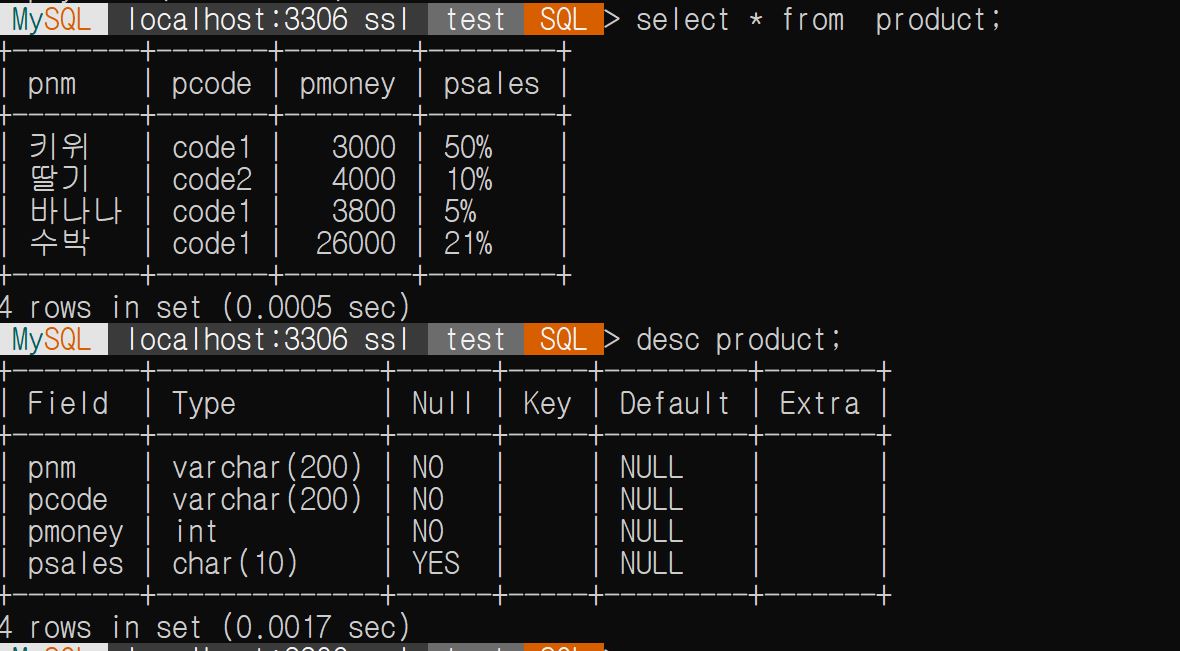 MySQL localhost:3306 ssl test SQL > select * from product;
+--------+-------+--------+--------+
| pnm | pcode | pmoney | psales |
+--------+-------+--------+--------+
| 키위 | code1 | 3000 | 50% |
| 딸기 | code2 | 4000 | 10% |
| 바나나 | code1 | 3800 | 5% |
| 수박 | code1 | 26000 | 21% |
+--------+-------+--------+--------+
4 rows in set (0.0005 sec)
MySQL localhost:3306 ssl test SQL > desc product;
+--------+--------------+------+-----+---------+-------+
| Field | Type | Null | Key | Default | Extra |
+--------+--------------+------+-----+---------+-------+
| pnm | varchar(200) | NO | | NULL | |
| pcode | varchar(200) | NO | | NULL | |
| pmoney | int | NO | | NULL | |
| psales | char(10) | YES | | NULL | |
+--------+--------------+------+-----+---------+-------+
4 rows in set (0.0017 sec)